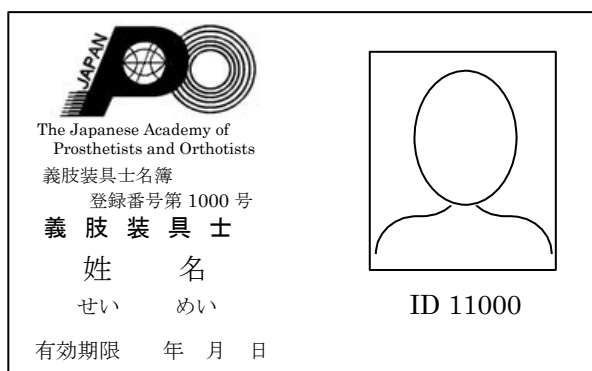 JAPAN
PO
The Japanese Academy of
Prosthetists and Orthotists
義肢装具士名簿
登録番号第 1000 号
義 肢 装 具 士
姓 名
せい めい
有効期限 年 月 日
ID 11000